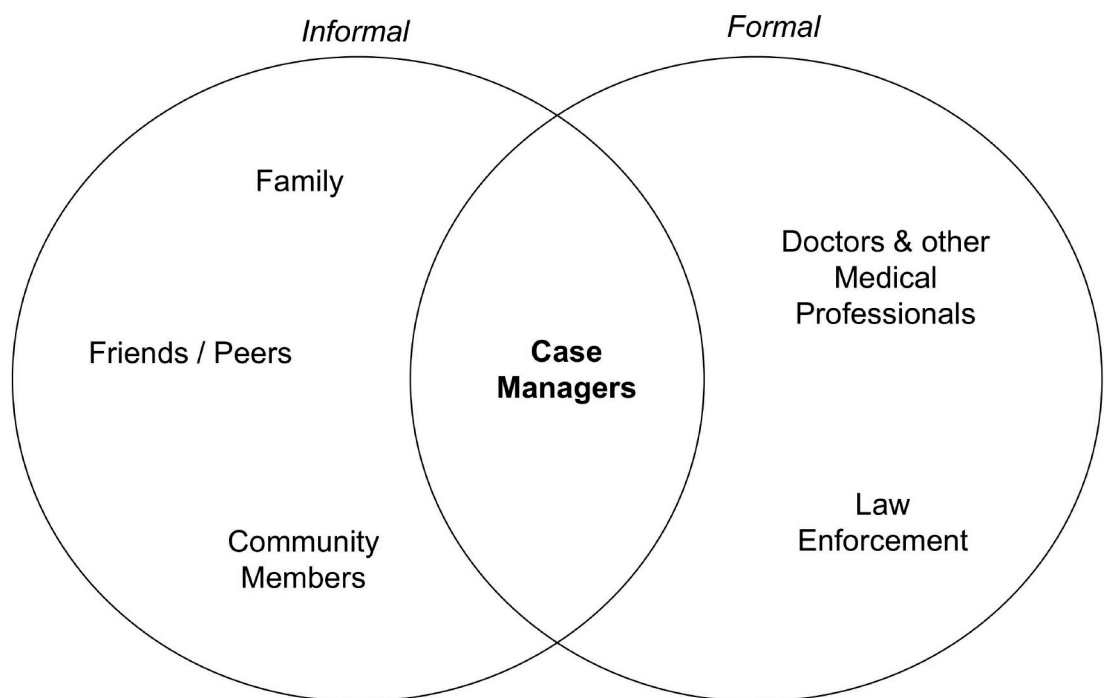 Informal
Formal
Family
Friends / Peers
Community
Members
Case
Managers
Doctors & other
Medical
Professionals
Law
Enforcement